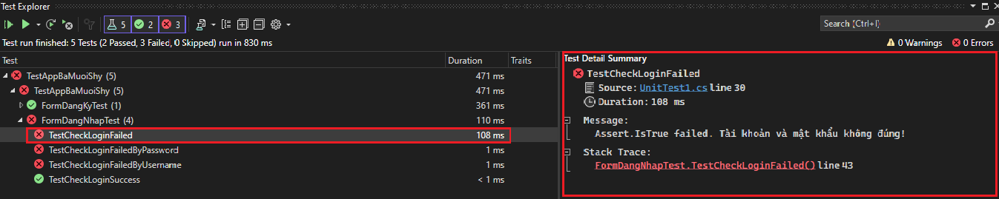 Test Explorer
5 2 3
Search (Ctrl+I)
Test run finished: 5 Tests (2 Passed, 3 Failed, 0 Skipped) run in 830 ms
0 Warnings 0 Errors
Test Duration Traits
TestAppBaMuoiShy (5) 471 ms
TestAppBaMuoiShy (5) 471 ms
FormDangKyTest (1) 361 ms
FormDangNhapTest (4) 110 ms
TestCheckLoginFailed 108 ms
TestCheckLoginFailedByPassword 1 ms
TestCheckLoginFailedByUsername 1 ms
TestCheckLoginSuccess < 1 ms
Test Detail Summary
TestCheckLoginFailed
Source: UnitTest1.cs line 30
Duration: 108 ms
Message:
Assert.IsTrue failed. Tài khoản và mật khẩu không đúng!
Stack Trace:
FormDangNhapTest.TestCheckLoginFailed() line 43